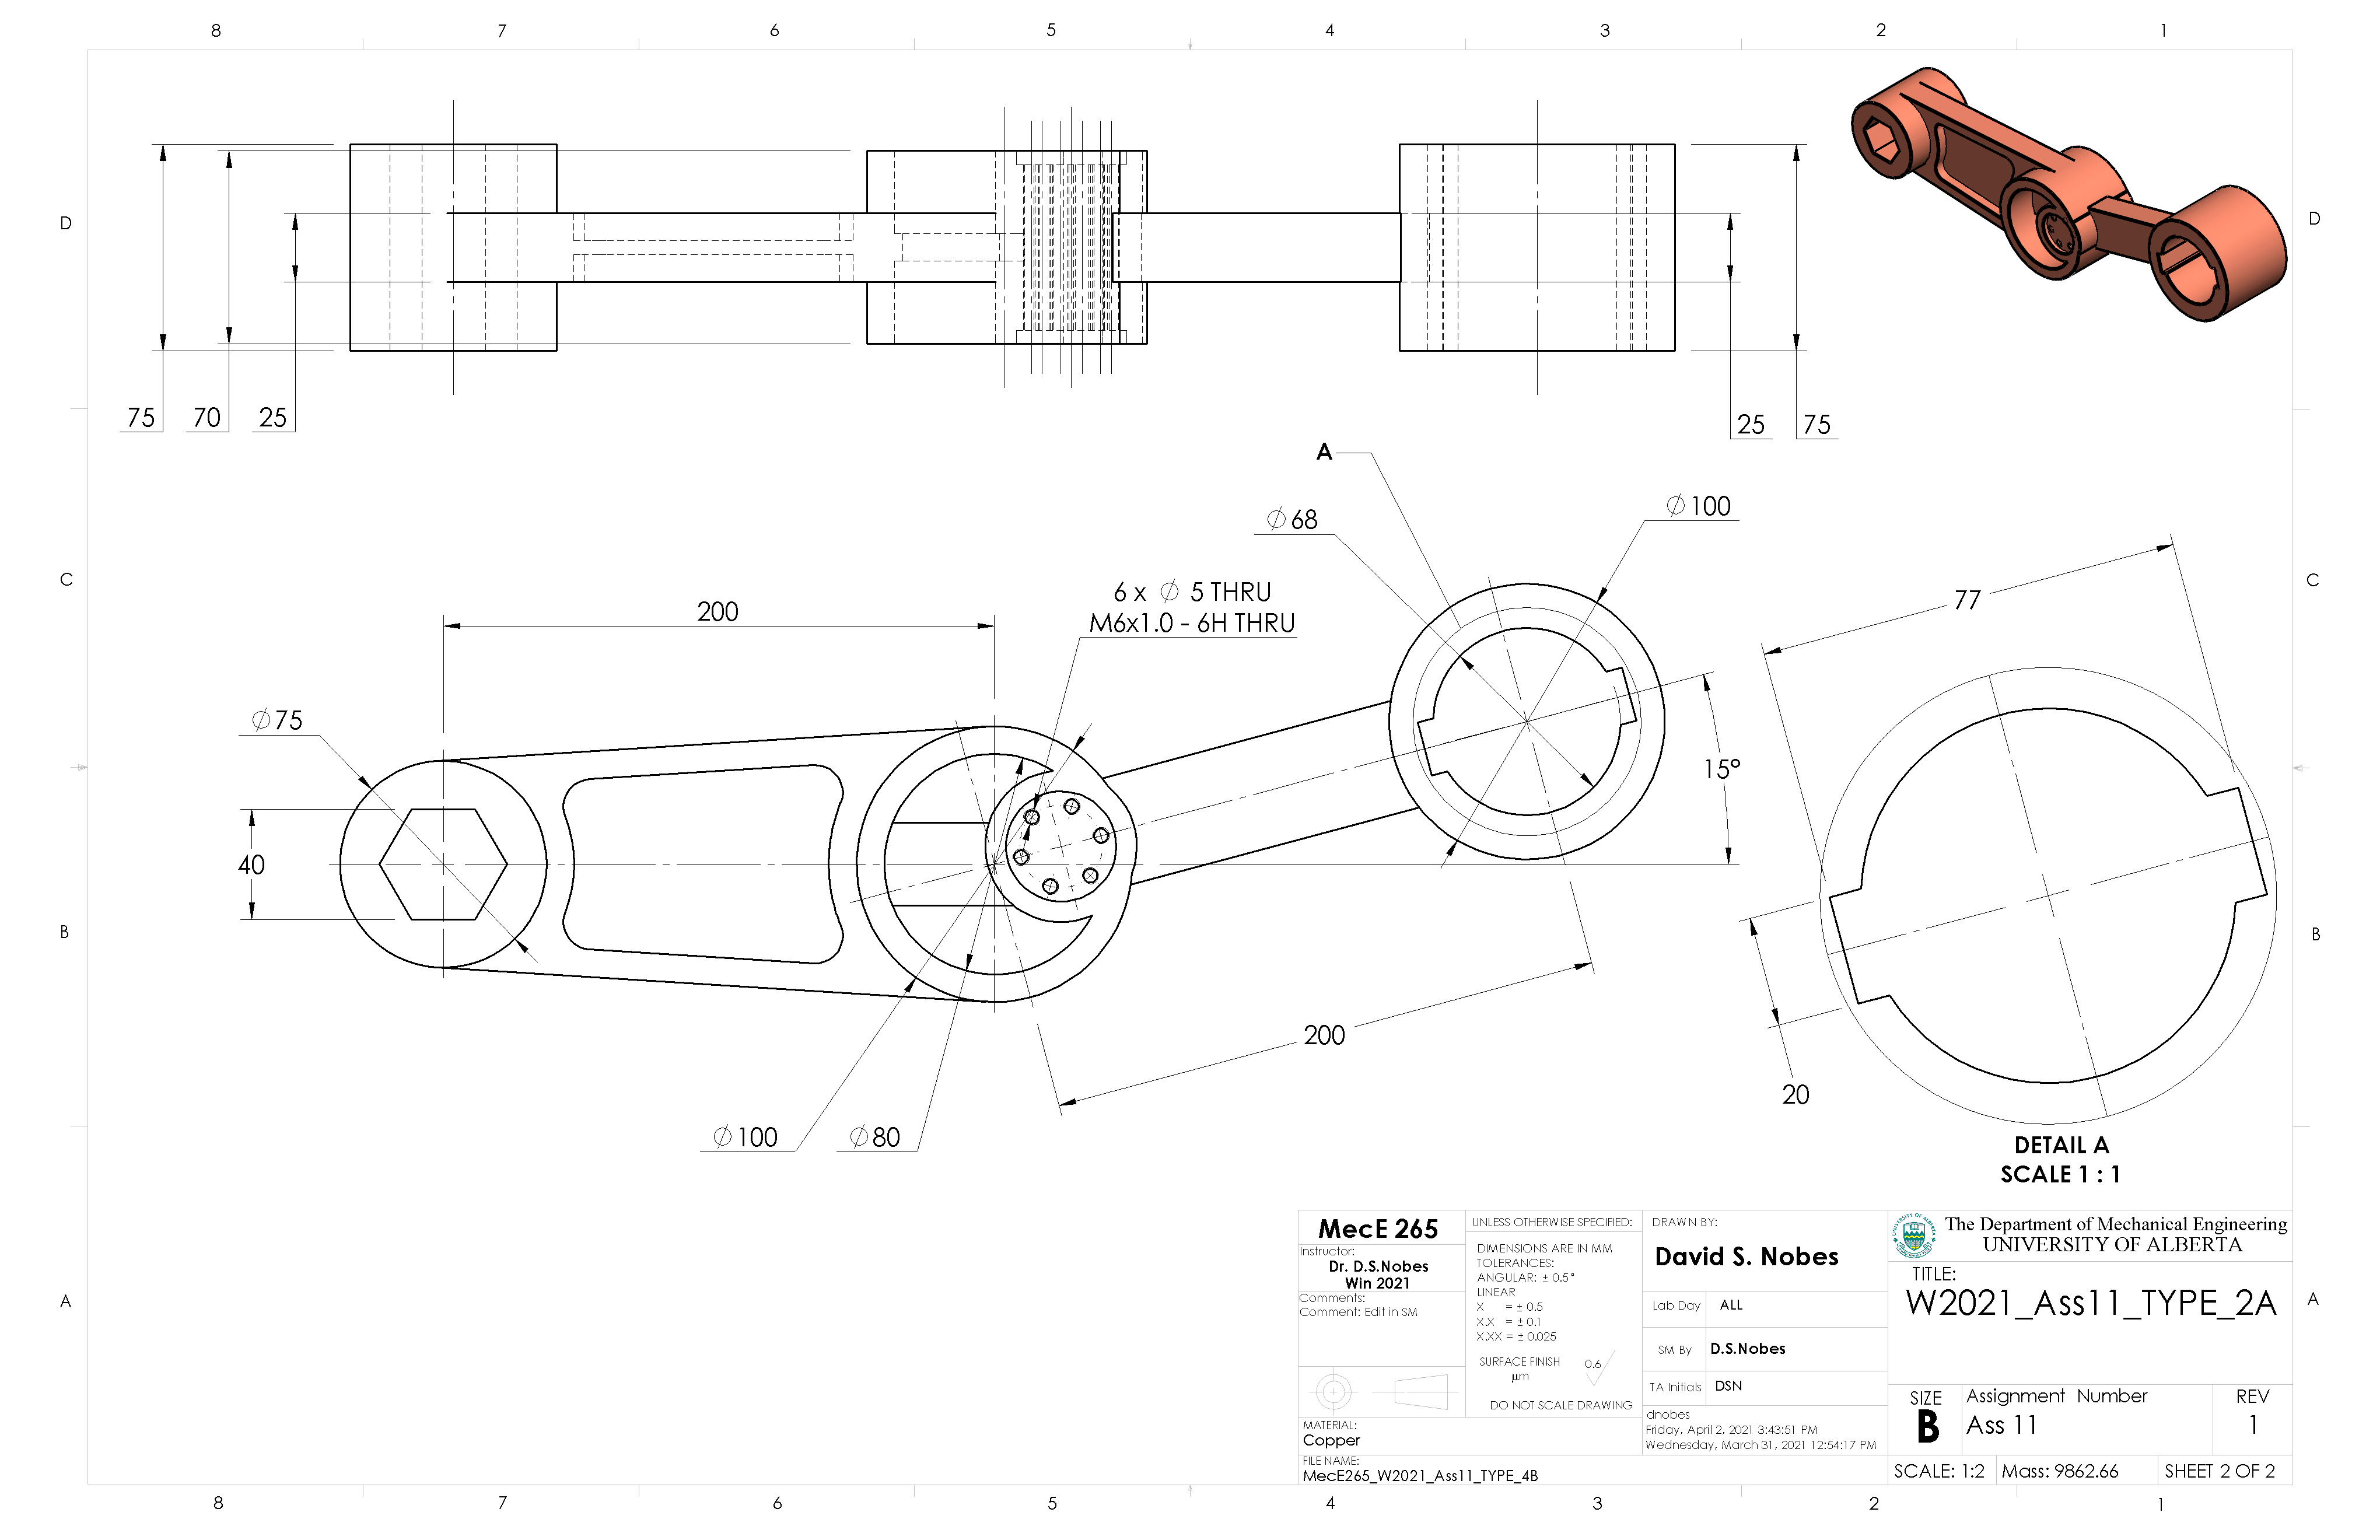 8 7 6 5 4 3 2 1
D
D
75 70 25
25 75
A
⌀68
⌀100
C
C
6 x ⌀ 5 THRU
M6x1.0 - 6H THRU
200
77
⌀75
15°
40
B
B
200
20
⌀100
⌀80
DETAIL A
SCALE 1 : 1
A
A
MecE 265
Instructor:
Dr. D.S.Nobes
Win 2021
Comments:
Comment: Edit in SM
MATERIAL:
Copper
FILE NAME:
MecE265_W2021_Ass11_TYPE_4B
UNLESS OTHERWISE SPECIFIED:
DIMENSIONS ARE IN MM
TOLERANCES:
ANGULAR: ± 0.5°
LINEAR
X = ± 0.5
X.X = ± 0.1
X.XX = ± 0.025
SURFACE FINISH 0.6
μm
DO NOT SCALE DRAWING
DRAWN BY:
David S. Nobes
Lab Day ALL
SM By D.S.Nobes
TA Initials DSN
dnobes
Friday, April 2, 2021 3:43:51 PM
Wednesday, March 31, 2021 12:54:17 PM
The Department of Mechanical Engineering
UNIVERSITY OF ALBERTA
TITLE:
W2021_Ass11_TYPE_2A
SIZE
B
Assignment Number
Ass 11
REV
1
SCALE: 1:2 Mass: 9862.66 SHEET 2 OF 2
8 7 6 5 4 3 2 1